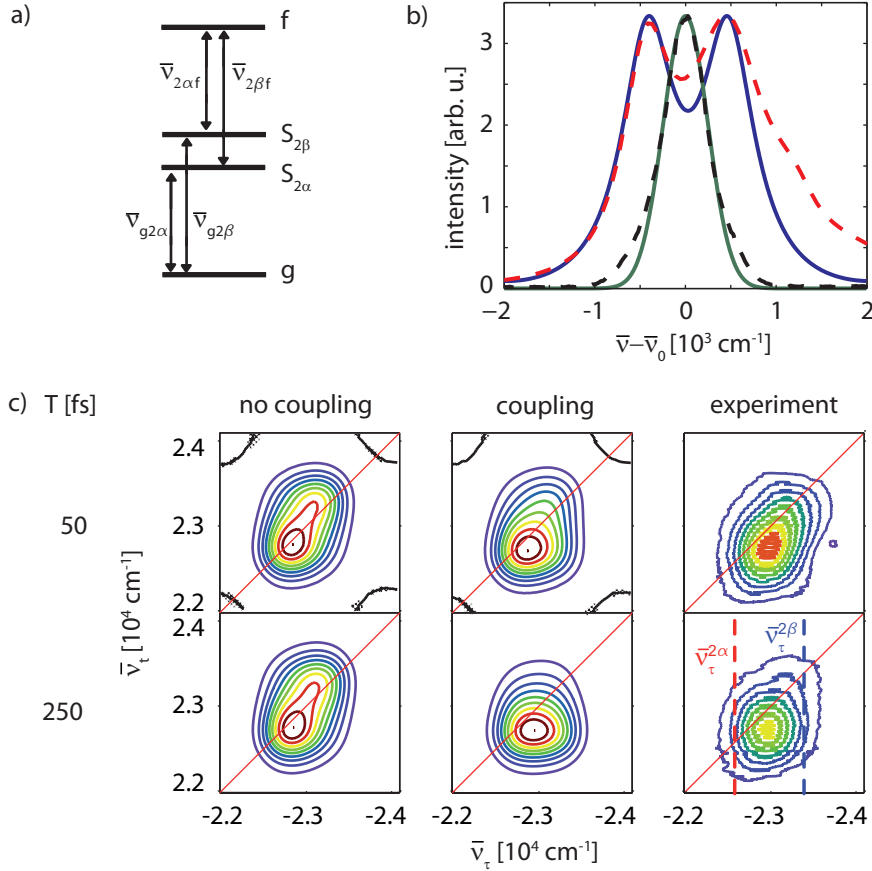 a)
f
ν̄2αf
ν̄2βf
S2β
S2α
ν̄g2α
ν̄g2β
g
b)
intensity [arb. u.]
3
2
1
0
−2
-1
0
1
2
ν̄−ν̄0 [10³ cm⁻¹]
c)
T [fs]
no coupling
coupling
experiment
50
250
ν̄t [10⁴ cm⁻¹]
2.4
2.3
2.2
2.4
2.3
2.2
ν̄τ2α
ν̄τ2β
-2.2
-2.3
-2.4
-2.2
-2.3
-2.4
-2.2
-2.3
-2.4
ν̄τ [10⁴ cm⁻¹]